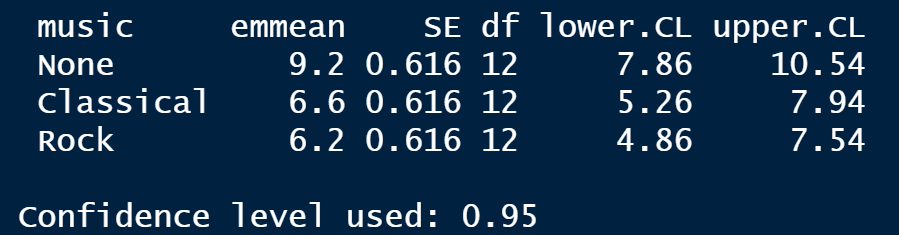 music emmean SE df lower.CL upper.CL
None 9.2 0.616 12 7.86 10.54
Classical 6.6 0.616 12 5.26 7.94
Rock 6.2 0.616 12 4.86 7.54
Confidence level used: 0.95